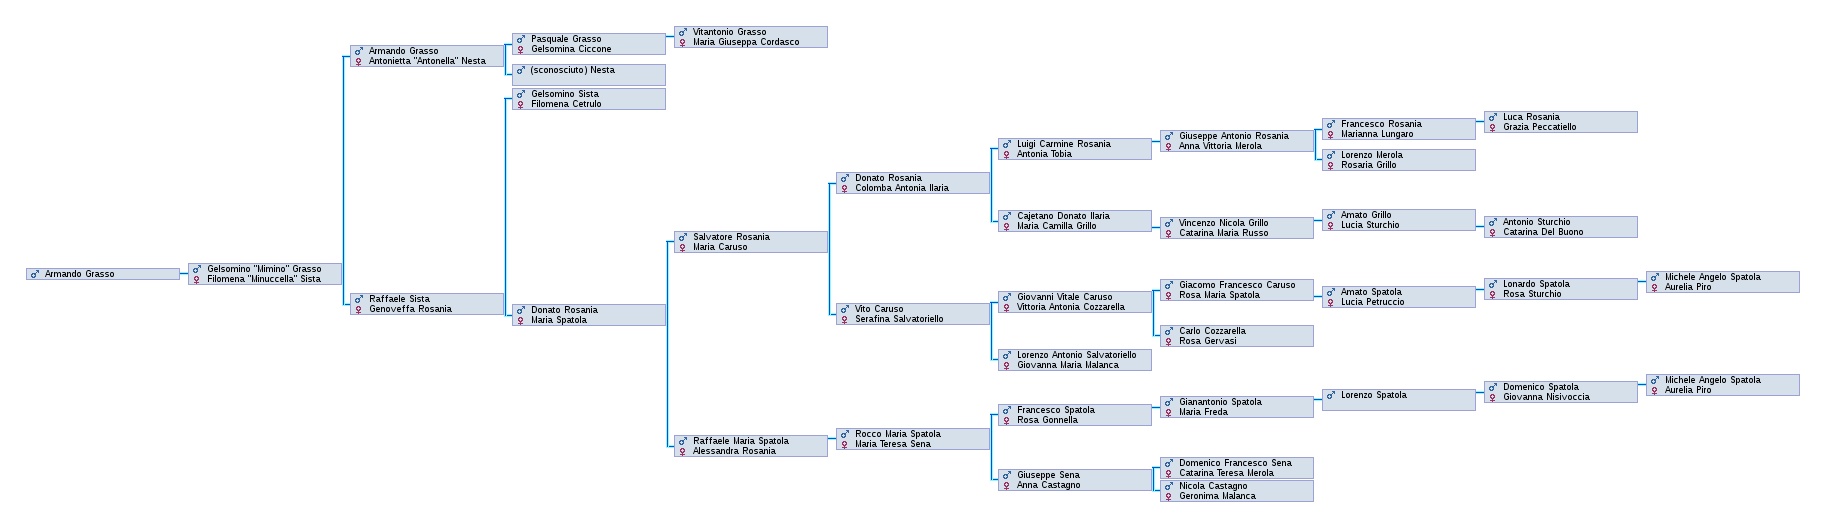 Armando Grasso
Gelsomino "Mimino" Grasso
Filomena "Minuccella" Sista
Armando Grasso
Antonietta "Antonella" Nesta
Raffaele Sista
Genoveffa Rosania
Pasquale Grasso
Gelsomina Ciccone
(sconosciuto) Nesta
Gelsomino Sista
Filomena Cetrulo
Donato Rosania
Maria Spatola
Vitantonio Grasso
Maria Giuseppa Cordasco
Salvatore Rosania
Maria Caruso
Raffaele Maria Spatola
Alessandra Rosania
Donato Rosania
Colomba Antonia Ilaria
Vito Caruso
Serafina Salvatoriello
Rocco Maria Spatola
Maria Teresa Sena
Luigi Carmine Rosania
Antonia Tobia
Cajetano Donato Ilaria
Maria Camilla Grillo
Giovanni Vitale Caruso
Vittoria Antonia Cozzarella
Lorenzo Antonio Salvatoriello
Giovanna Maria Malanca
Francesco Spatola
Rosa Gonnella
Giuseppe Sena
Anna Castagno
Giuseppe Antonio Rosania
Anna Vittoria Merola
Vincenzo Nicola Grillo
Catarina Maria Russo
Giacomo Francesco Caruso
Rosa Maria Spatola
Carlo Cozzarella
Rosa Gervasi
Gianantonio Spatola
Maria Freda
Domenico Francesco Sena
Catarina Teresa Merola
Nicola Castagno
Geronima Malanca
Francesco Rosania
Marianna Lungaro
Lorenzo Merola
Rosaria Grillo
Amato Grillo
Lucia Sturchio
Amato Spatola
Lucia Petruccio
Lorenzo Spatola
Luca Rosania
Grazia Peccatiello
Antonio Sturchio
Catarina Del Buono
Lonardo Spatola
Rosa Sturchio
Domenico Spatola
Giovanna Nisivoccia
Michele Angelo Spatola
Aurelia Piro
Michele Angelo Spatola
Aurelia Piro